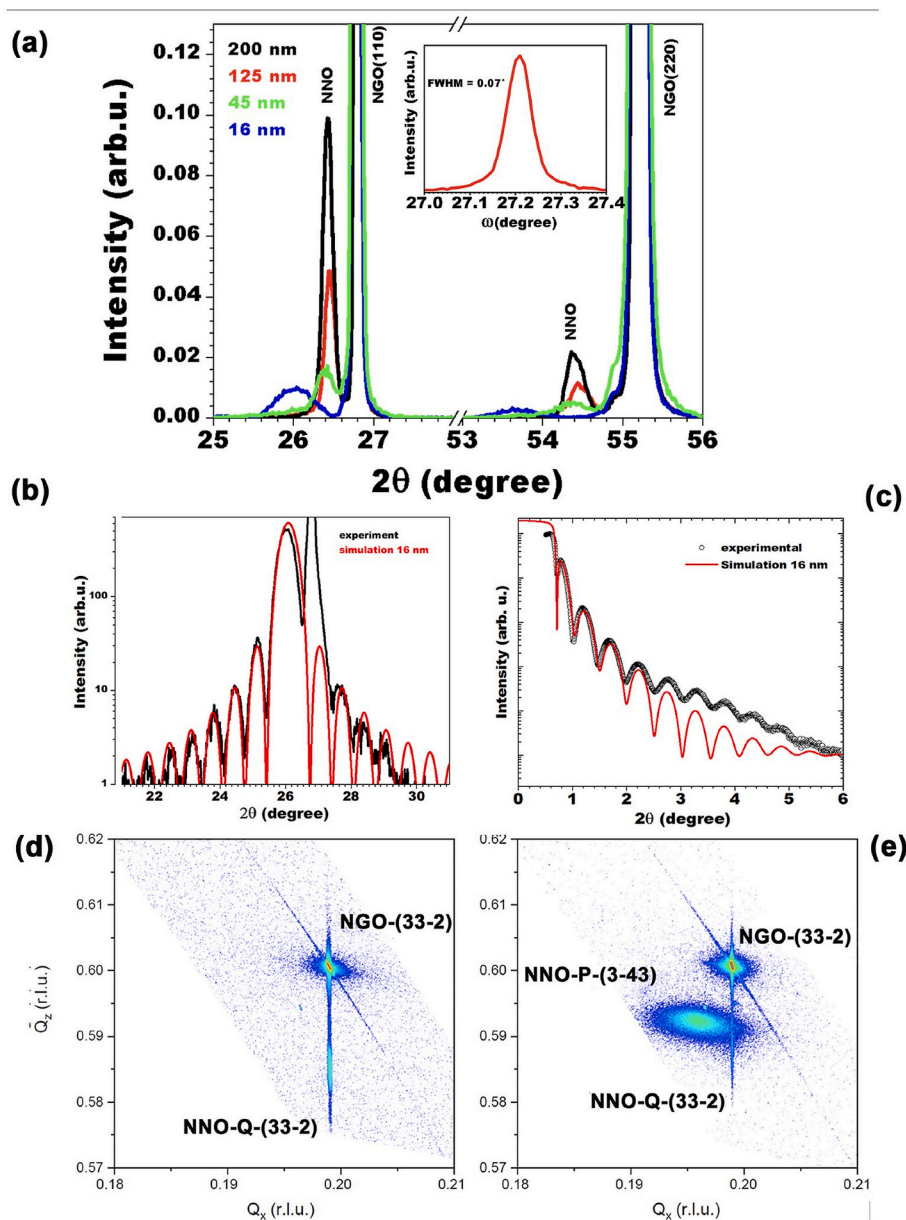 (a)
200 nm
125 nm
45 nm
16 nm
NNO
NGO(110)
NNO
NGO(220)
Intensity (arb.u.)
0.12
0.10
0.08
0.06
0.04
0.02
0.00
25 26 27 53 54 55 56
2θ (degree)
Intensity (arb.u.)
FWHM = 0.07°
27.0 27.1 27.2 27.3 27.4
ω(degree)
(b)
experiment
simulation 16 nm
Intensity (arb.u.)
100
10
1
22 24 26 28 30
2θ (degree)
(c)
experimental
Simulation 16 nm
Intensity (arb. u.)
0 1 2 3 4 5 6
2θ (degree)
(d)
0.62
0.61
0.60
0.59
0.58
0.57
Q_z (r.l.u.)
NGO-(33-2)
NNO-Q-(33-2)
0.18 0.19 0.20 0.21
Q_x (r.l.u.)
(e)
0.62
0.61
0.60
0.59
0.58
0.57
NGO-(33-2)
NNO-P-(3-43)
NNO-Q-(33-2)
0.18 0.19 0.20 0.21
Q_x (r.l.u.)